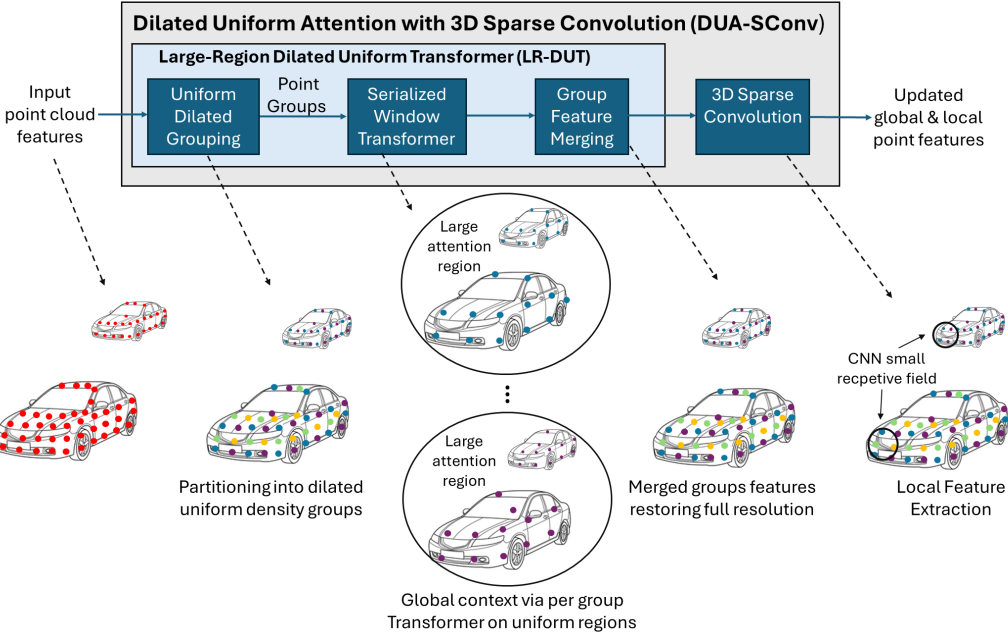 Dilated Uniform Attention with 3D Sparse Convolution (DUA-SConv)
Large-Region Dilated Uniform Transformer (LR-DUT)
Input
point cloud
features
Uniform
Dilated
Grouping
Point
Groups
Serialized
Window
Transformer
Group
Feature
Merging
3D Sparse
Convolution
Updated
global & local
point features
Large
attention
region
CNN small
recpetive field
Large
attention
region
Partitioning into dilated
uniform density groups
Merged groups features
restoring full resolution
Local Feature
Extraction
Global context via per group
Transformer on uniform regions